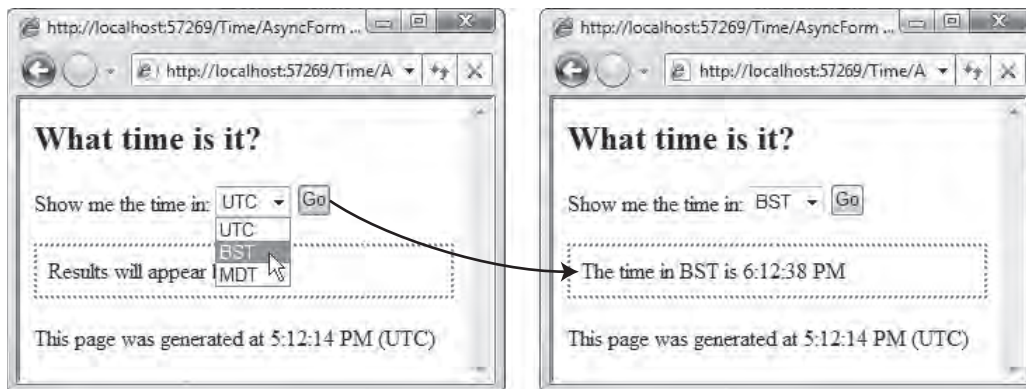 http://localhost:57269/Time/AsyncForm ...
http://localhost:57269/Time/A
What time is it?
Show me the time in: UTC Go
UTC
BST
MDT
Results will appear
This page was generated at 5:12:14 PM (UTC)
http://localhost:57269/Time/AsyncForm ...
http://localhost:57269/Time/A
What time is it?
Show me the time in: BST Go
The time in BST is 6:12:38 PM
This page was generated at 5:12:14 PM (UTC)